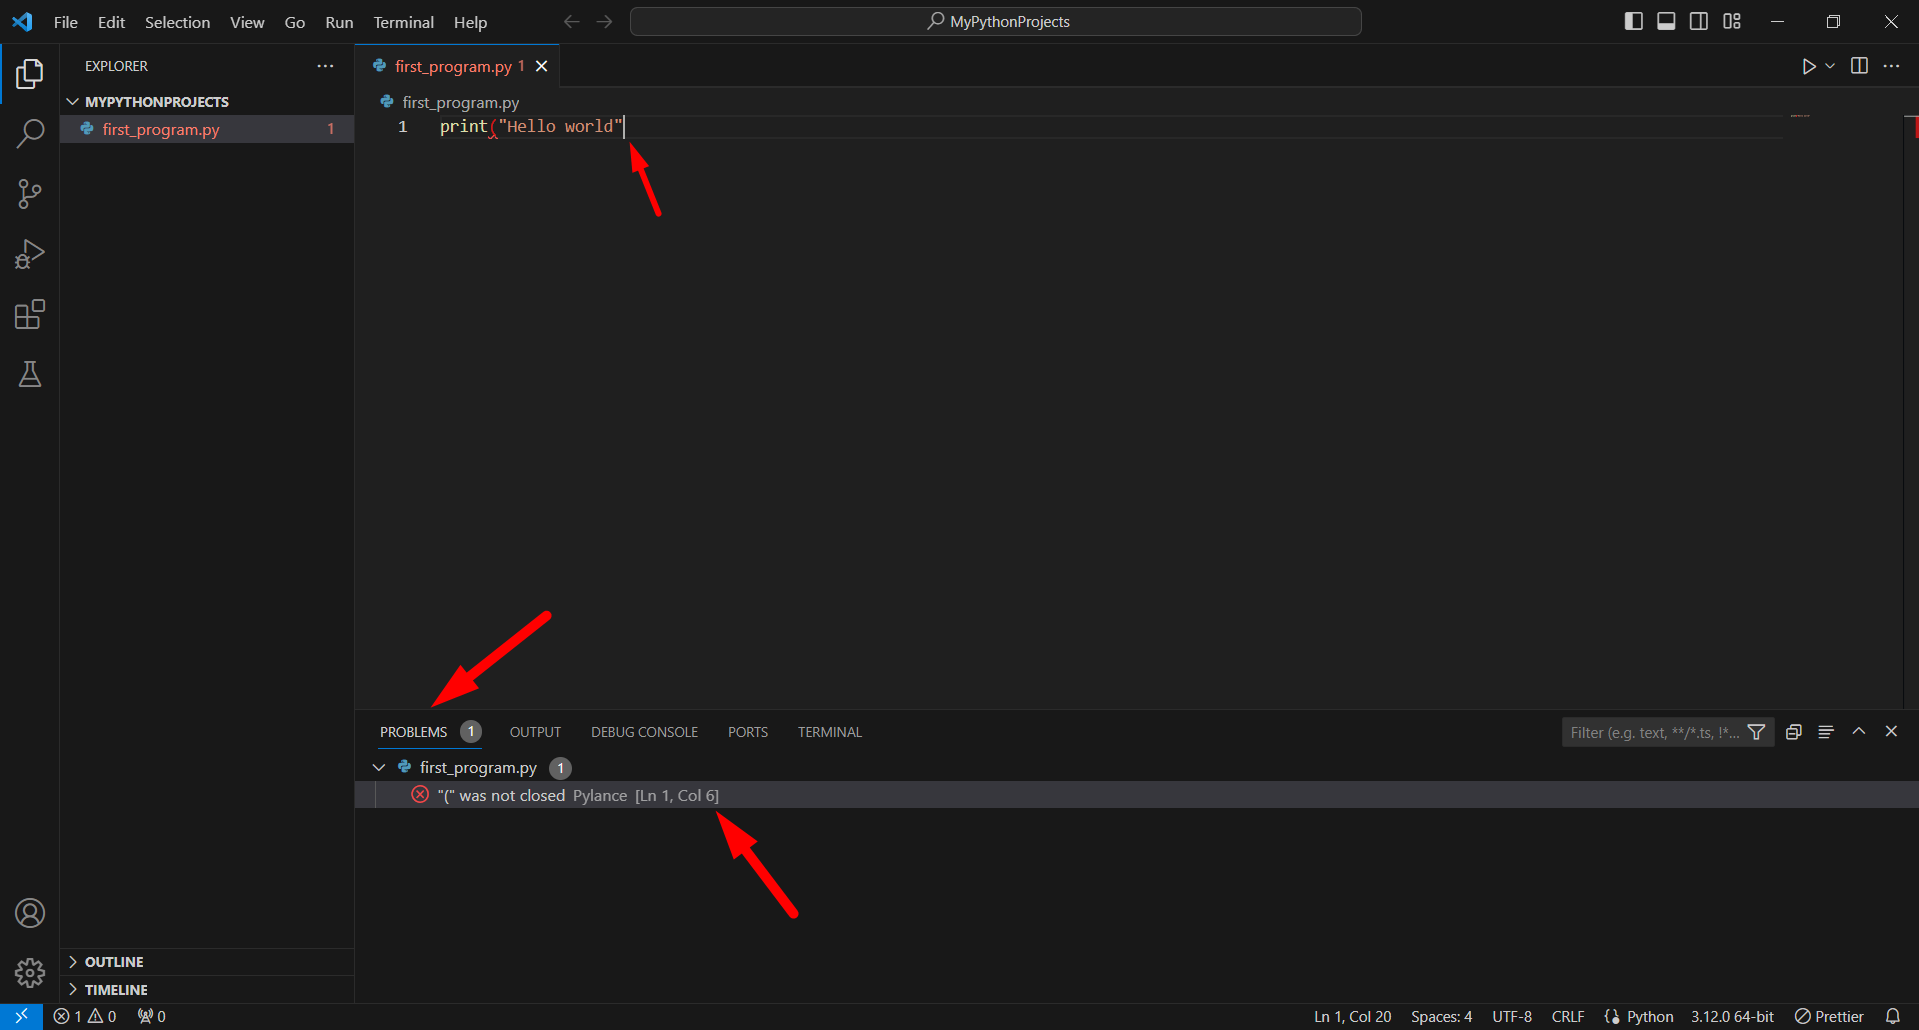 File Edit Selection View Go Run Terminal Help MyPythonProjects
EXPLORER
MYPYTHONPROJECTS
first_program.py 1
OUTLINE
TIMELINE
first_program.py 1
first_program.py
1 print("Hello world"
PROBLEMS 1 OUTPUT DEBUG CONSOLE PORTS TERMINAL Filter (e.g. text, **/*.ts, !*...
first_program.py 1
"(" was not closed Pylance [Ln 1, Col 6]
1 0 0 Ln 1, Col 20 Spaces: 4 UTF-8 CRLF Python 3.12.0 64-bit Prettier